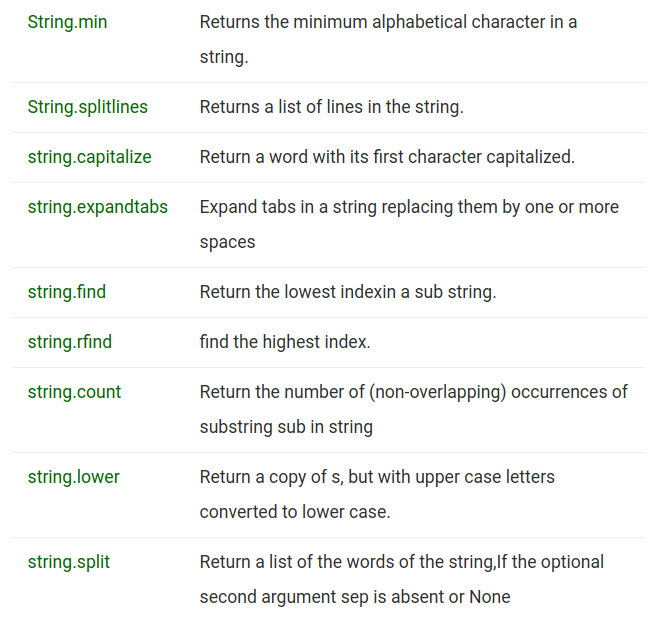 String.min Returns the minimum alphabetical character in a
string.
String.splitlines Returns a list of lines in the string.
string.capitalize Return a word with its first character capitalized.
string.expandtabs Expand tabs in a string replacing them by one or more
spaces
string.find Return the lowest indexin a sub string.
string.rfind find the highest index.
string.count Return the number of (non-overlapping) occurrences of
substring sub in string
string.lower Return a copy of s, but with upper case letters
converted to lower case.
string.split Return a list of the words of the string,If the optional
second argument sep is absent or None